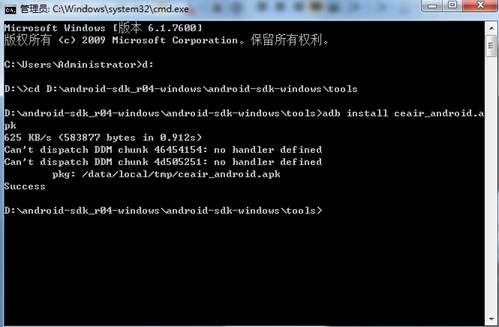 管理员: C:\Windows\system32\cmd.exe
Microsoft Windows [版本 6.1.7600]
版权所有 (c) 2009 Microsoft Corporation。保留所有权利。
C:\Users\Administrator>d:
D:\>cd D:\android-sdk_r04-windows\android-sdk-windows\tools
D:\android-sdk_r04-windows\android-sdk-windows\tools>adb install ceair_android.a
pk
625 KB/s (583877 bytes in 0.912s)
Can't dispatch DDM chunk 46454154: no handler defined
Can't dispatch DDM chunk 4d505251: no handler defined
pkg: /data/local/tmp/ceair_android.apk
Success
D:\android-sdk_r04-windows\android-sdk-windows\tools>